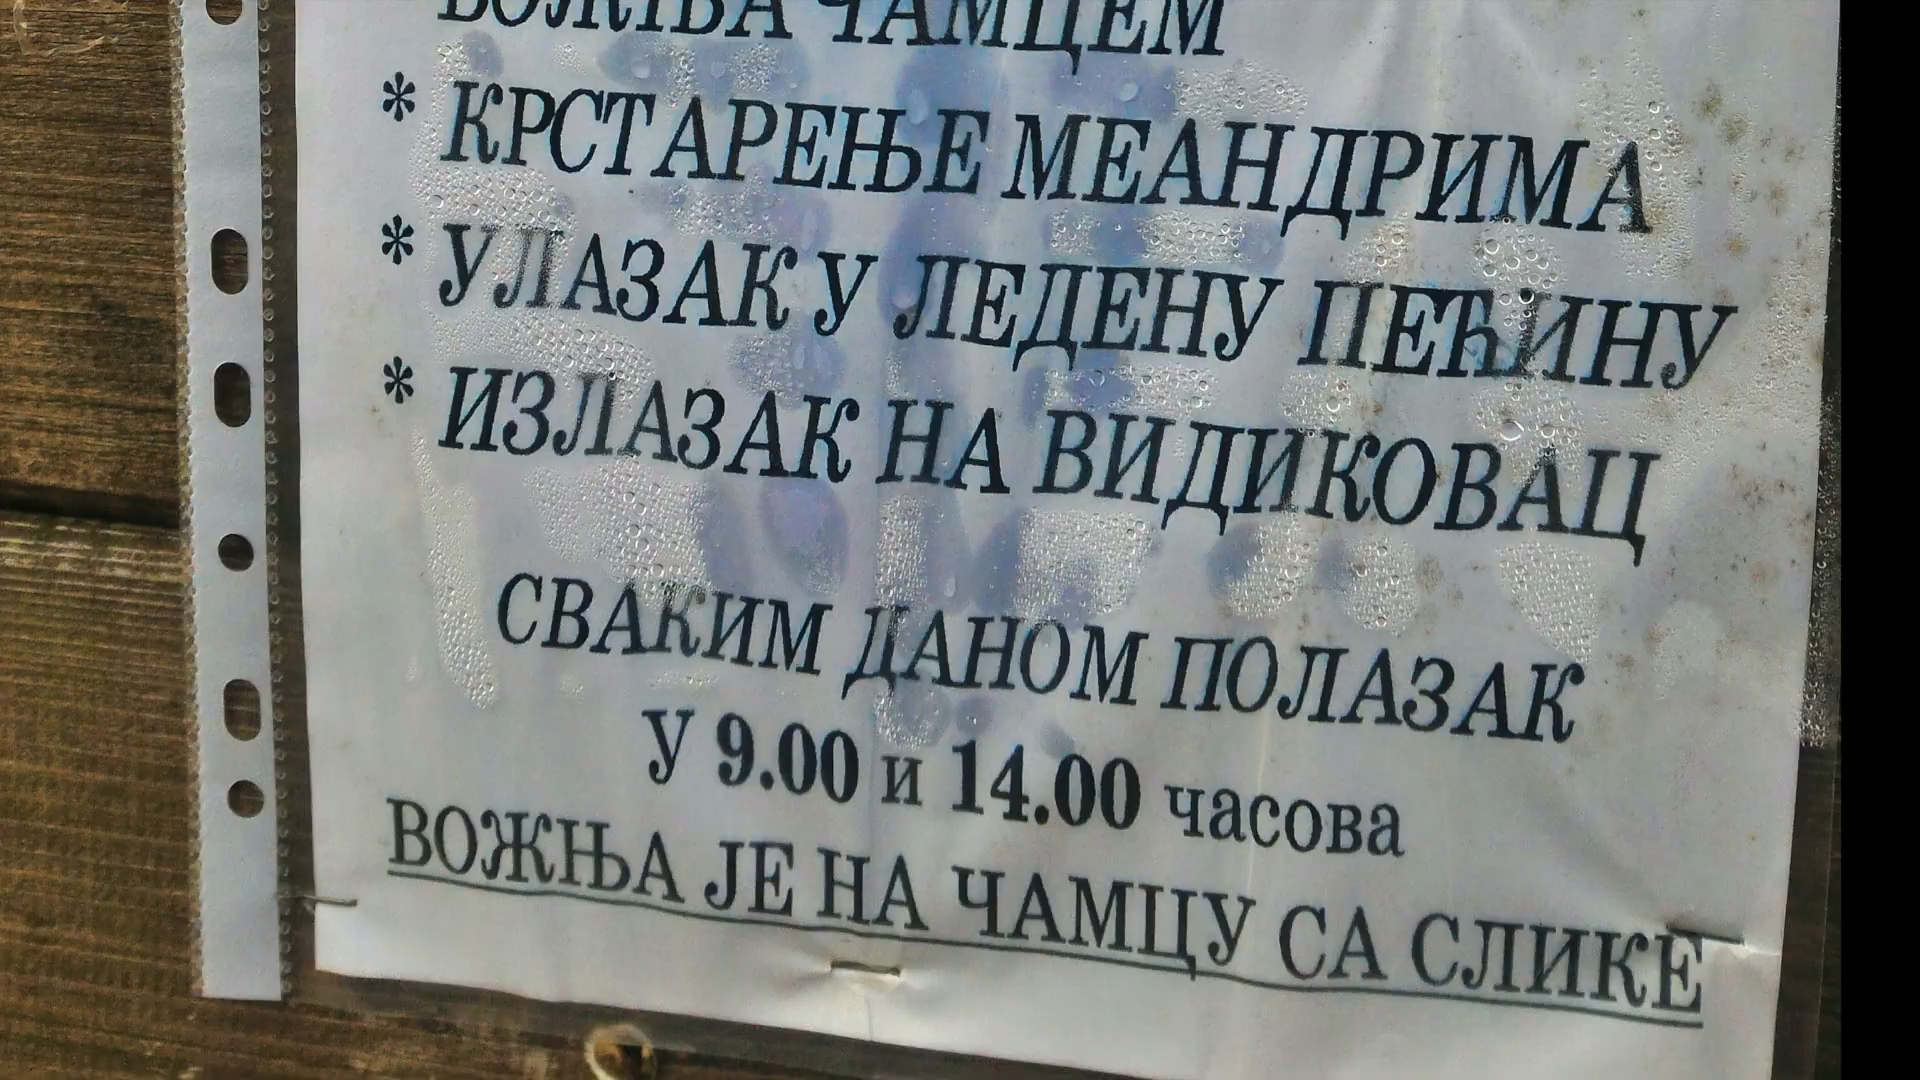 ВОЖЊА ЧАМЦЕМ
* КРСТАРЕЊЕ МЕАНДРИМА
* УЛАЗАК У ЛЕДЕНУ ПЕЋИНУ
* ИЗЛАЗАК НА ВИДИКОВАЦ
СВАКИМ ДАНОМ ПОЛАЗАК
У 9.00 и 14.00 часова
ВОЖЊА ЈЕ НА ЧАМЦУ СА СЛИКЕ